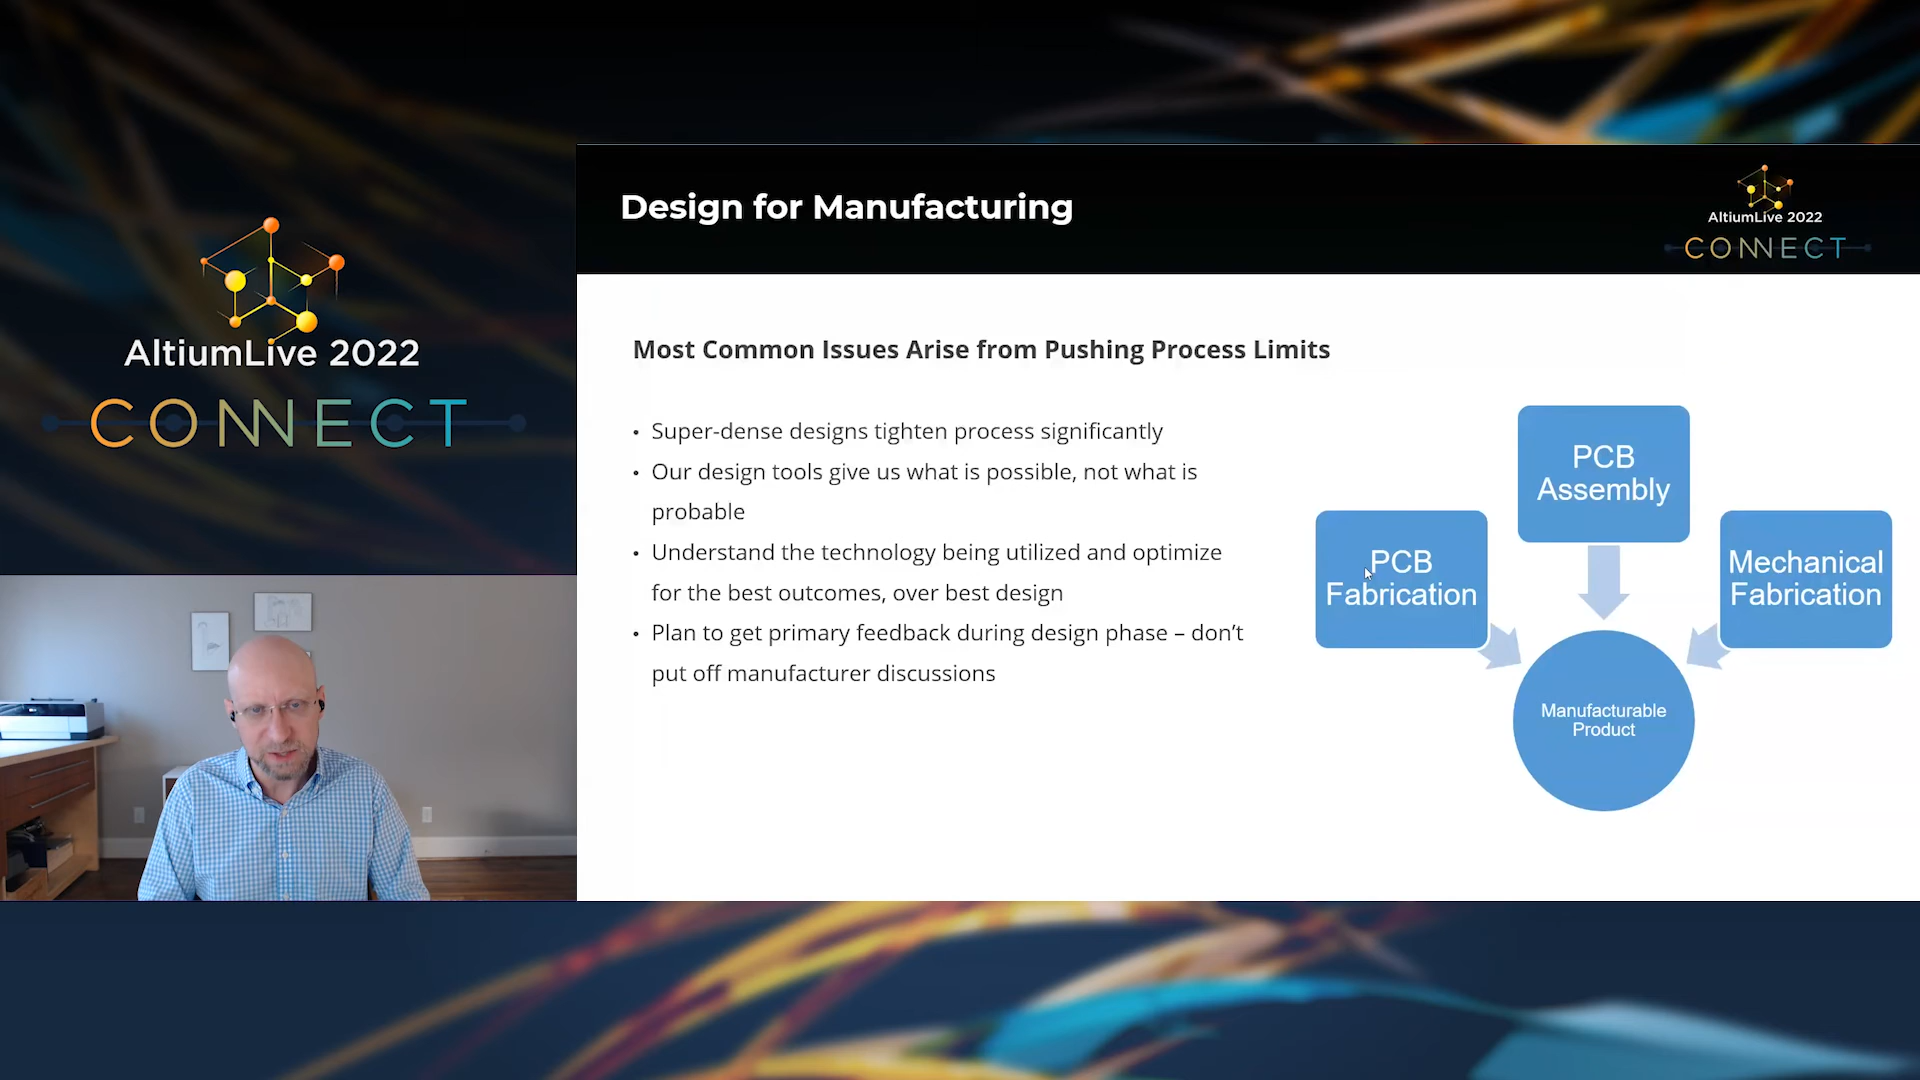 AltiumLive 2022
CONNECT
Design for Manufacturing
AltiumLive 2022
CONNECT
Most Common Issues Arise from Pushing Process Limits
• Super-dense designs tighten process significantly
• Our design tools give us what is possible, not what is
probable
• Understand the technology being utilized and optimize
for the best outcomes, over best design
• Plan to get primary feedback during design phase – don’t
put off manufacturer discussions
PCB
Assembly
PCB
Fabrication
Mechanical
Fabrication
Manufacturable
Product